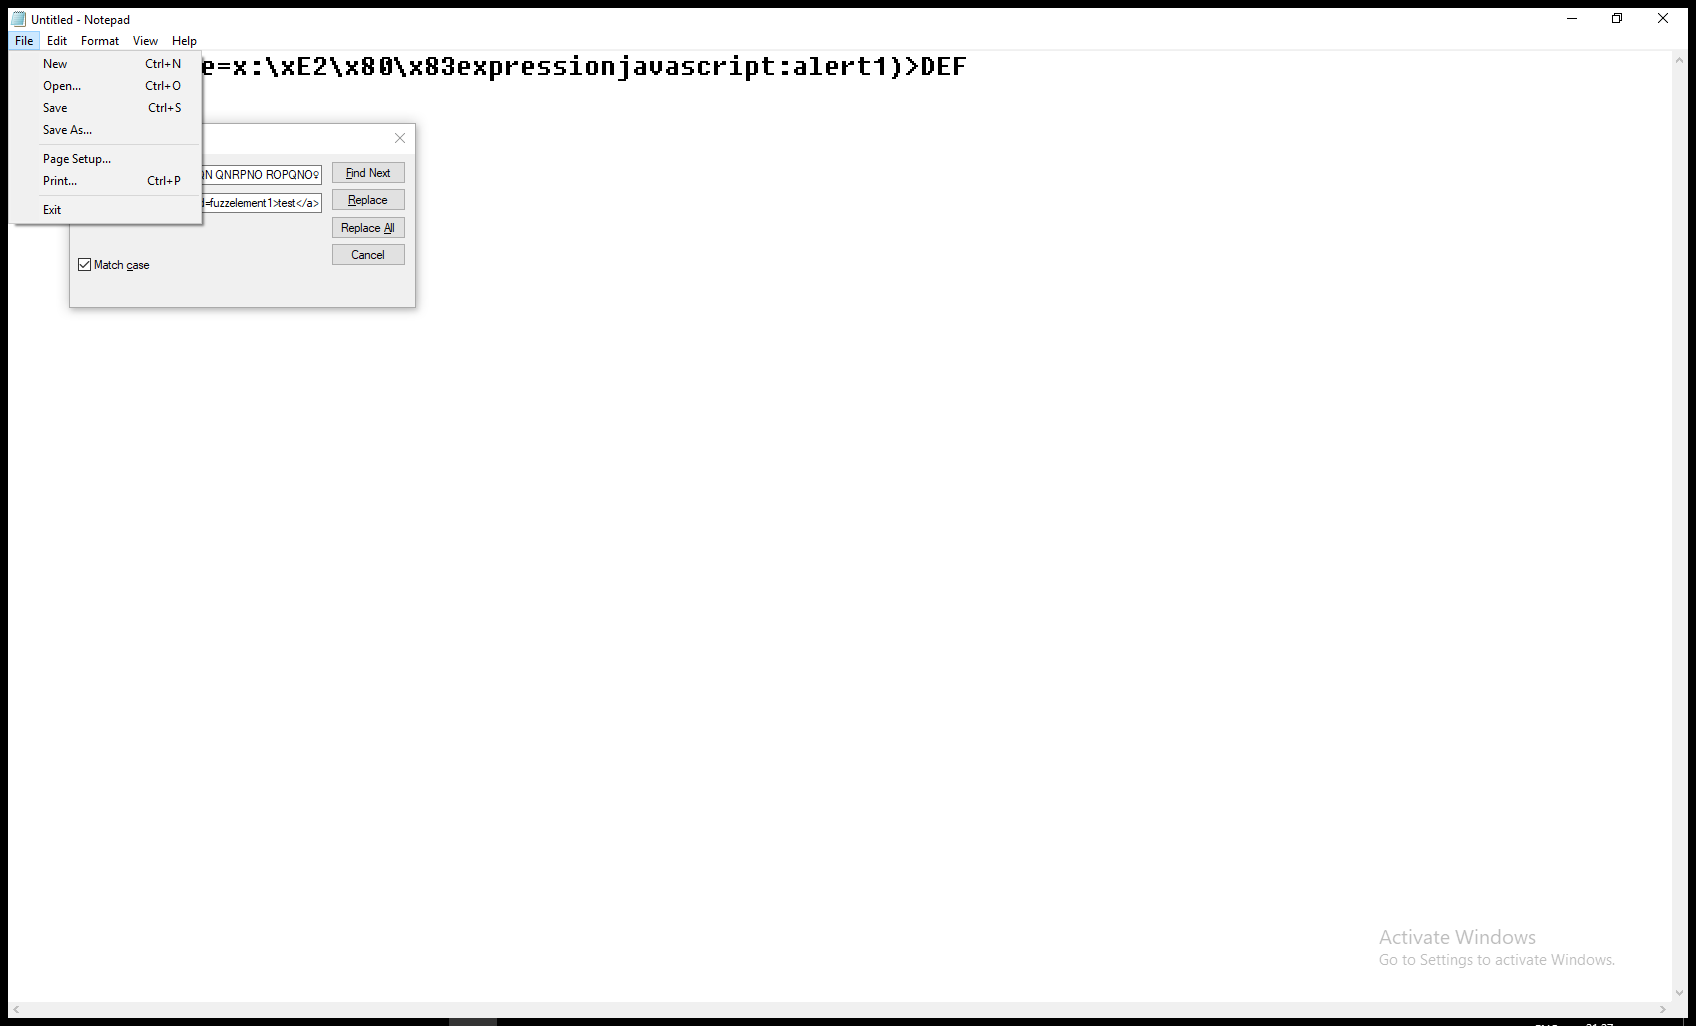 Untitled - Notepad
File Edit Format View Help
e=x:\xE2\x80\x83expressionjavascript:alert1)>DEF
New Ctrl+N
Open... Ctrl+O
Save Ctrl+S
Save As...
Page Setup...
Print... Ctrl+P
Exit
QNRPNO ROPQNO♀
Find Next
=fuzzelement1>test</a>
Replace
Replace All
Cancel
Match case
Activate Windows
Go to Settings to activate Windows.